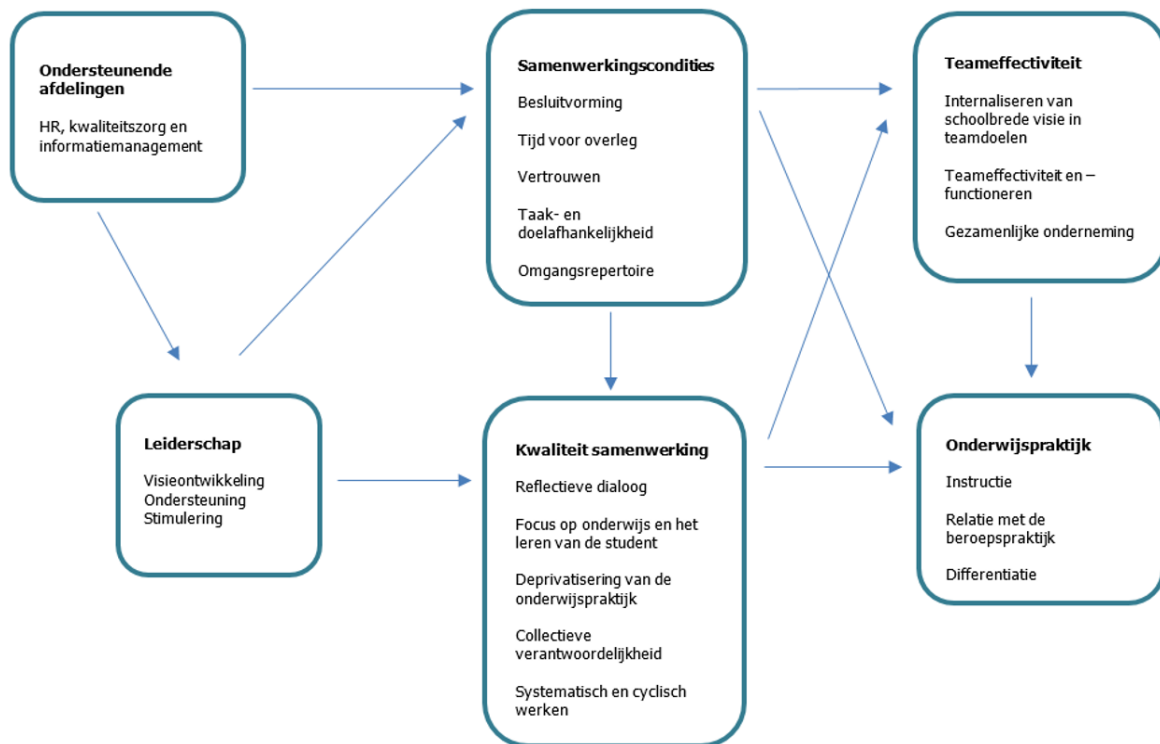 Ondersteunende
afdelingen
HR, kwaliteitszorg en
informatiemanagement
Samenwerkingscondities
Besluitvorming
Tijd voor overleg
Vertrouwen
Taak- en
doelafhankelijkheid
Omgangsrepertoire
Teameffectiviteit
Internaliseren van
schoolbrede visie in
teamdoelen
Teameffectiviteit en –
functioneren
Gezamenlijke onderneming
Leiderschap
Visieontwikkeling
Ondersteuning
Stimulering
Kwaliteit samenwerking
Reflectieve dialoog
Focus op onderwijs en het
leren van de student
Deprivatisering van de
onderwijspraktijk
Collectieve
verantwoordelijkheid
Systematisch en cyclisch
werken
Onderwijspraktijk
Instructie
Relatie met de
beroepspraktijk
Differentiatie